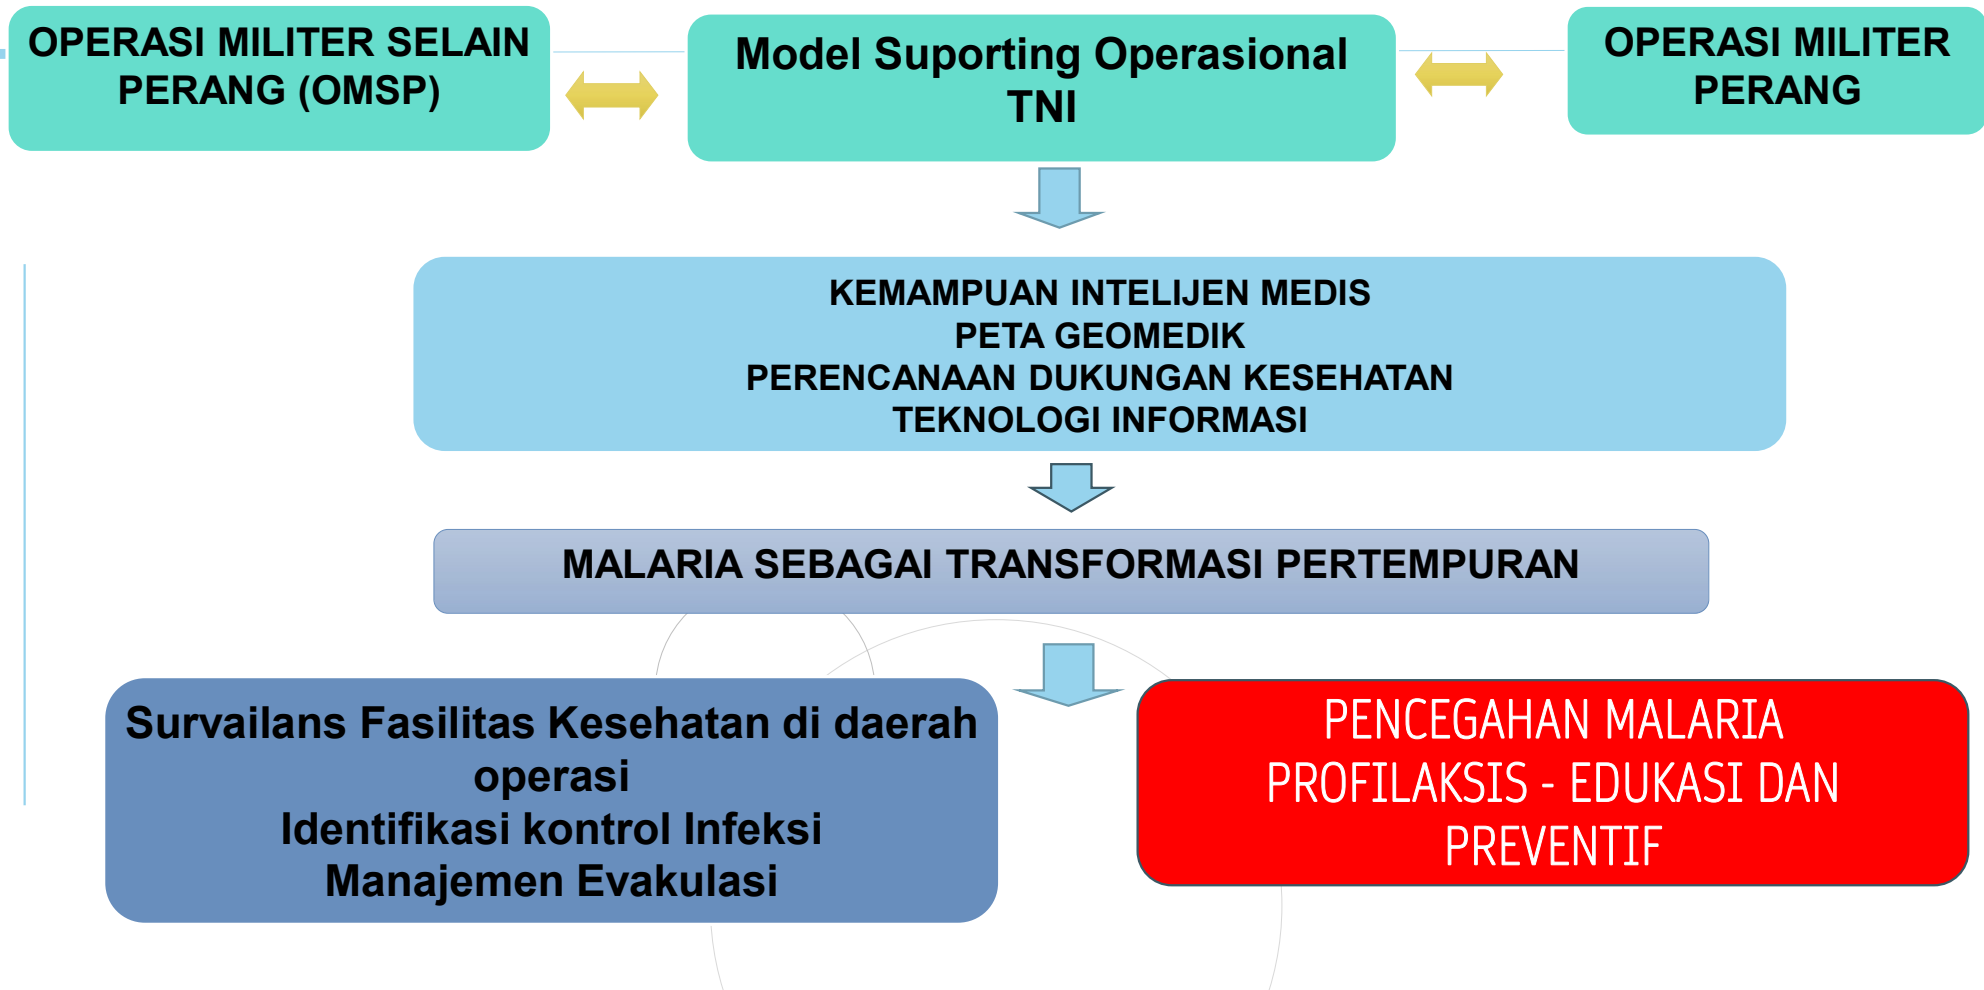 OPERASI MILITER SELAIN
PERANG (OMSP)
Model Suporting Operasional
TNI
OPERASI MILITER
PERANG
KEMAMPUAN INTELIJEN MEDIS
PETA GEOMEDIK
PERENCANAAN DUKUNGAN KESEHATAN
TEKNOLOGI INFORMASI
MALARIA SEBAGAI TRANSFORMASI PERTEMPURAN
Survailans Fasilitas Kesehatan di daerah
operasi
Identifikasi kontrol Infeksi
Manajemen Evakulasi
PENCEGAHAN MALARIA
PROFILAKSIS - EDUKASI DAN
PREVENTIF